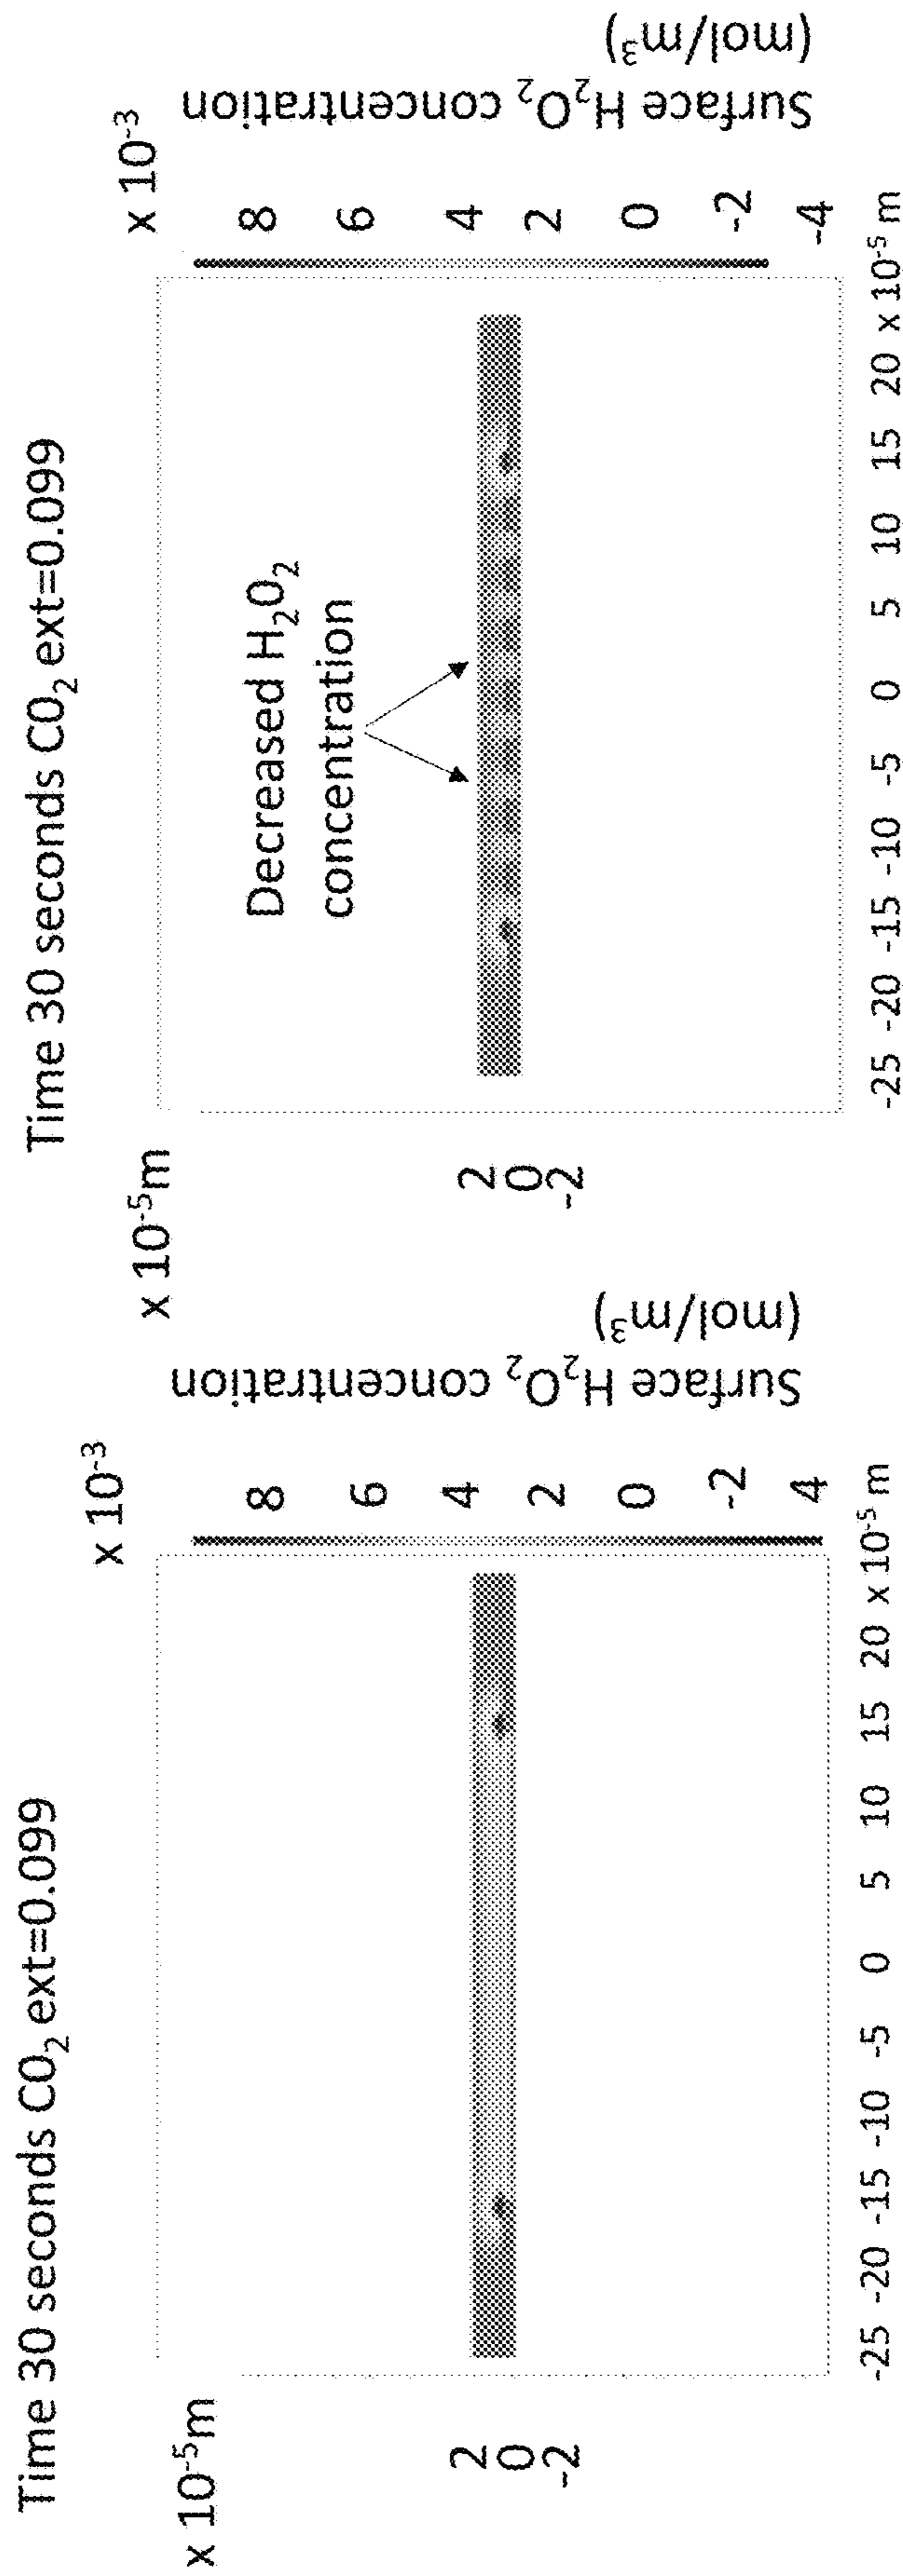 Time 30 seconds CO₂ ext=0.099
x 10⁻⁵m
x 10⁻³
2
0
-2
8
6
4
2
0
-2
4
Surface H₂O₂ concentration
(mol/m³)
-25 -20 -15 -10 -5 0 5 10 15 20 x 10⁻⁵ m
Time 30 seconds CO₂ ext=0.099
x 10⁻⁵m
x 10⁻³
Decreased H₂O₂
concentration
2
0
-2
8
6
4
2
0
-2
-4
Surface H₂O₂ concentration
(mol/m³)
-25 -20 -15 -10 -5 0 5 10 15 20 x 10⁻⁵ m